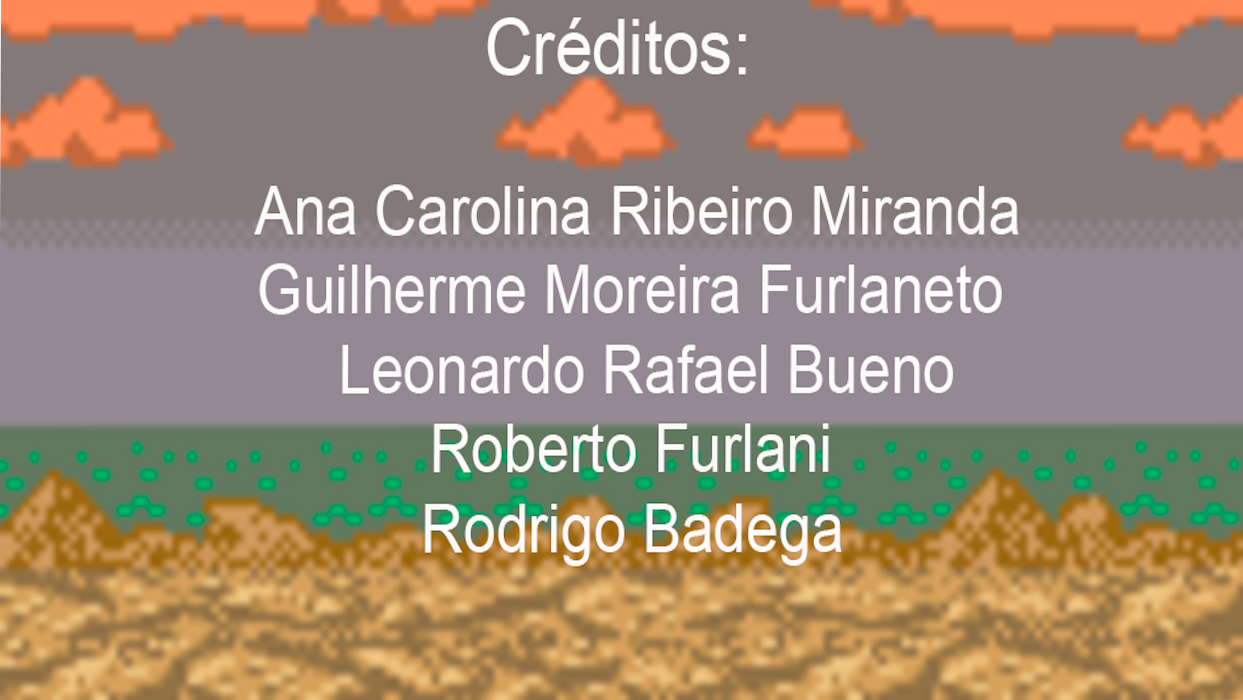 Créditos:
Ana Carolina Ribeiro Miranda
Guilherme Moreira Furlaneto
Leonardo Rafael Bueno
Roberto Furlani
Rodrigo Badega